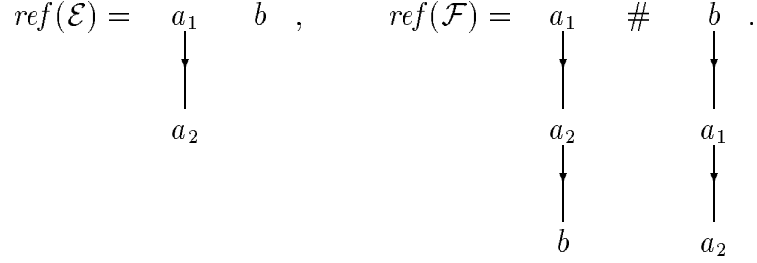 ref(ℰ) = a₁ b , ref(ℱ) = a₁ # b .
a₂ a₂ a₁
b a₂